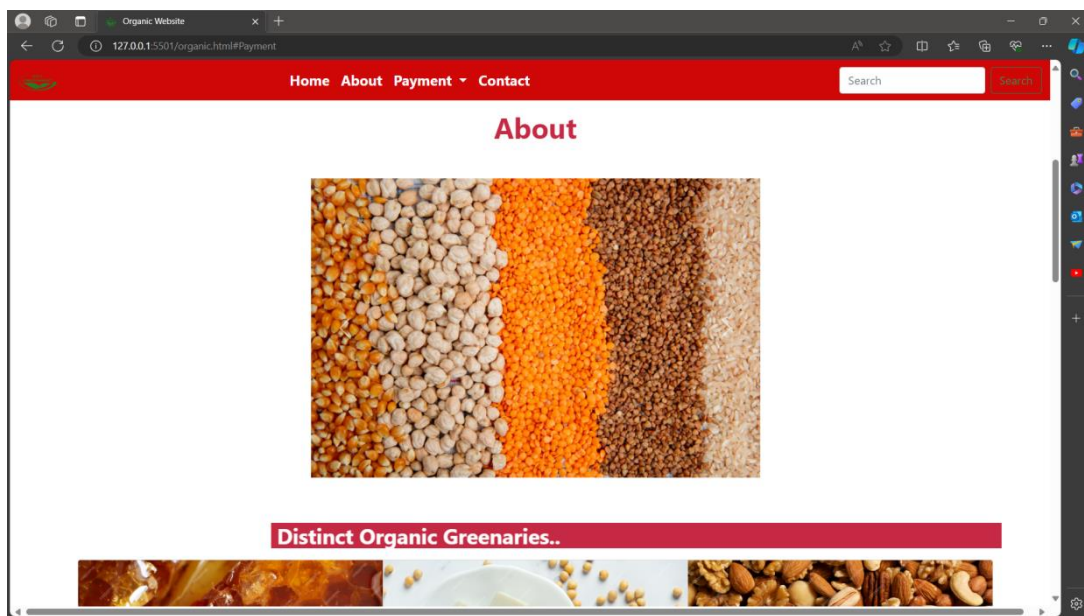 Organic Website
127.0.0.1:5501/organic.html#Payment
Home About Payment Contact Search Search
About
Distinct Organic Greenaries..